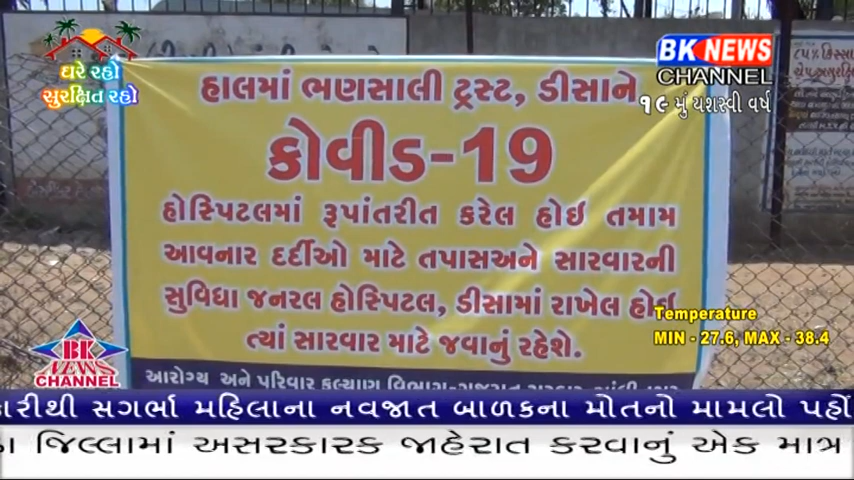 ઘરે રહો
સુરક્ષિત રહો
BK NEWS
CHANNEL
૧૯ મું યશસ્વી વર્ષ
હાલમાં ભણસાલી ટ્રસ્ટ, ડીસાને
કોવીડ-19
હોસ્પિટલમાં રૂપાંતરીત કરેલ હોઈ તમામ
આવનાર દર્દીઓ માટે તપાસઅને સારવારની
સુવિધા જનરલ હોસ્પિટલ, ડીસામાં રાખેલ હોઈ
ત્યાં સારવાર માટે જવાનું રહેશે.
Temperature
MIN - 27.6, MAX - 38.4
BK
NEWS
CHANNEL
આરોગ્ય અને પરિવાર કલ્યાણ વિભાગ-ગુજરાત
કારીથી સગર્ભા મહિલાના નવજાત બાળકના મોતનો મામલો પહોં
જિલ્લામાં અસરકારક જાહેરાત કરવાનું એક માત્ર